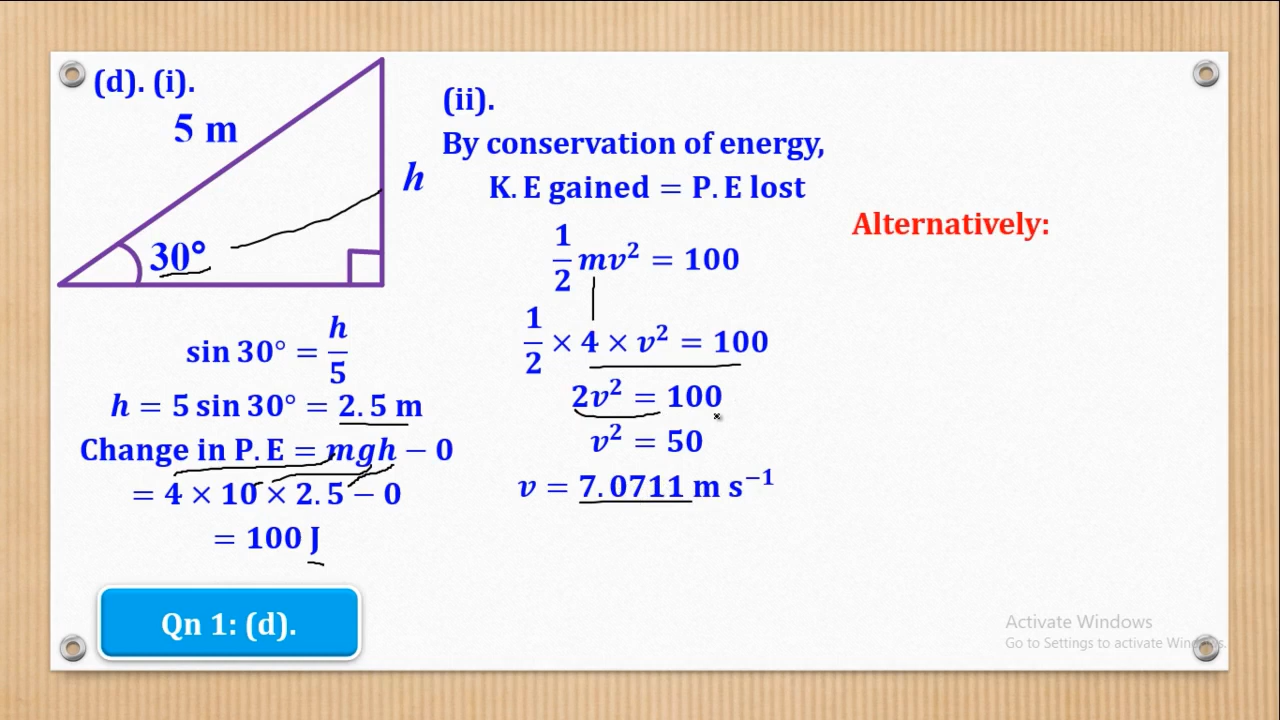 (d). (i).
5 m
h
30°
sin 30° = h/5
h = 5 sin 30° = 2.5 m
Change in P.E = mgh − 0
= 4 × 10 × 2.5 − 0
= 100 J
Qn 1: (d).
(ii).
By conservation of energy,
K.E gained = P.E lost
1/2 mv² = 100
1/2 × 4 × v² = 100
2v² = 100
v² = 50
v = 7.0711 m s⁻¹
Alternatively:
Activate Windows
Go to Settings to activate Windows.